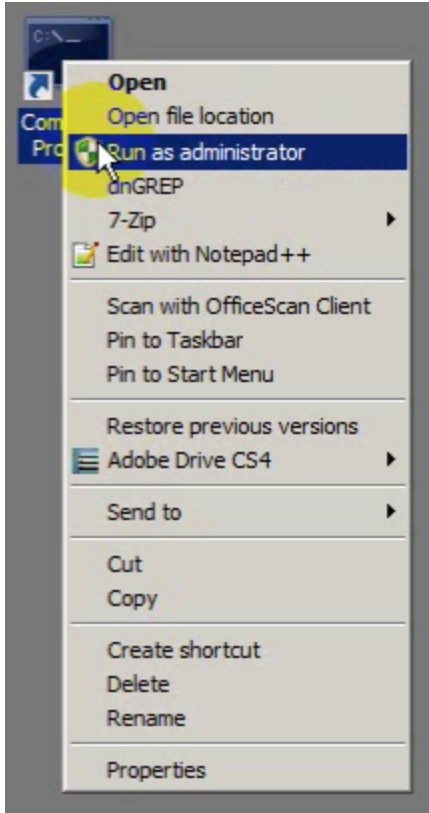 C:\_
Com
Pro
Open
Open file location
Run as administrator
dnGREP
7-Zip
Edit with Notepad++
Scan with OfficeScan Client
Pin to Taskbar
Pin to Start Menu
Restore previous versions
Adobe Drive CS4
Send to
Cut
Copy
Create shortcut
Delete
Rename
Properties